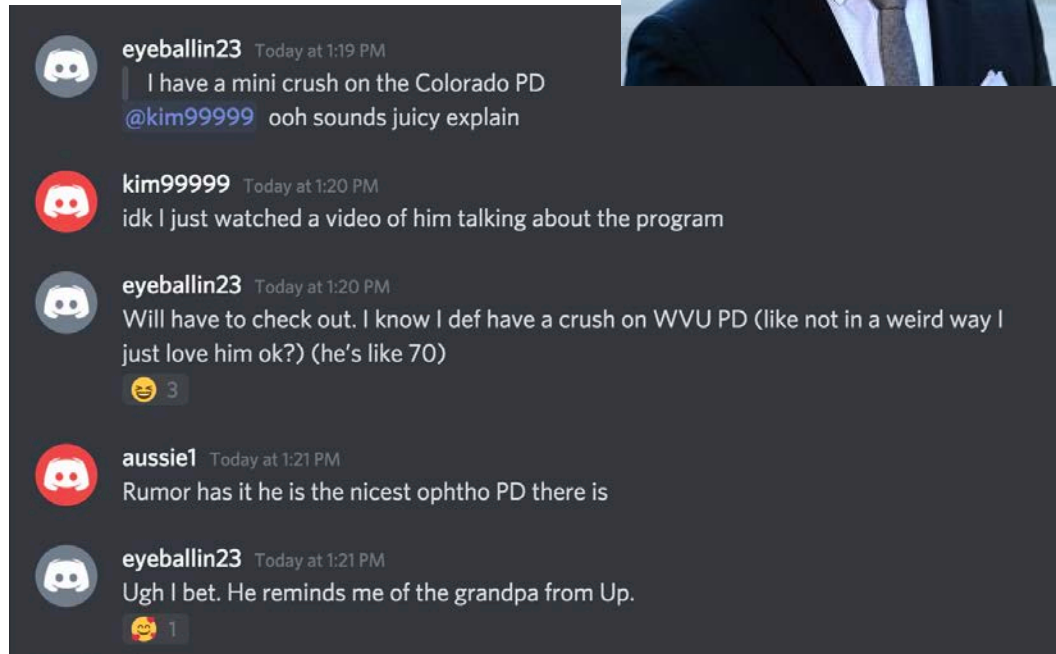 eyeballin23 Today at 1:19 PM
I have a mini crush on the Colorado PD
@kim99999 ooh sounds juicy explain
kim99999 Today at 1:20 PM
idk I just watched a video of him talking about the program
eyeballin23 Today at 1:20 PM
Will have to check out. I know I def have a crush on WVU PD (like not in a weird way I
just love him ok?) (he's like 70)
3
aussie1 Today at 1:21 PM
Rumor has it he is the nicest ophtho PD there is
eyeballin23 Today at 1:21 PM
Ugh I bet. He reminds me of the grandpa from Up.
1